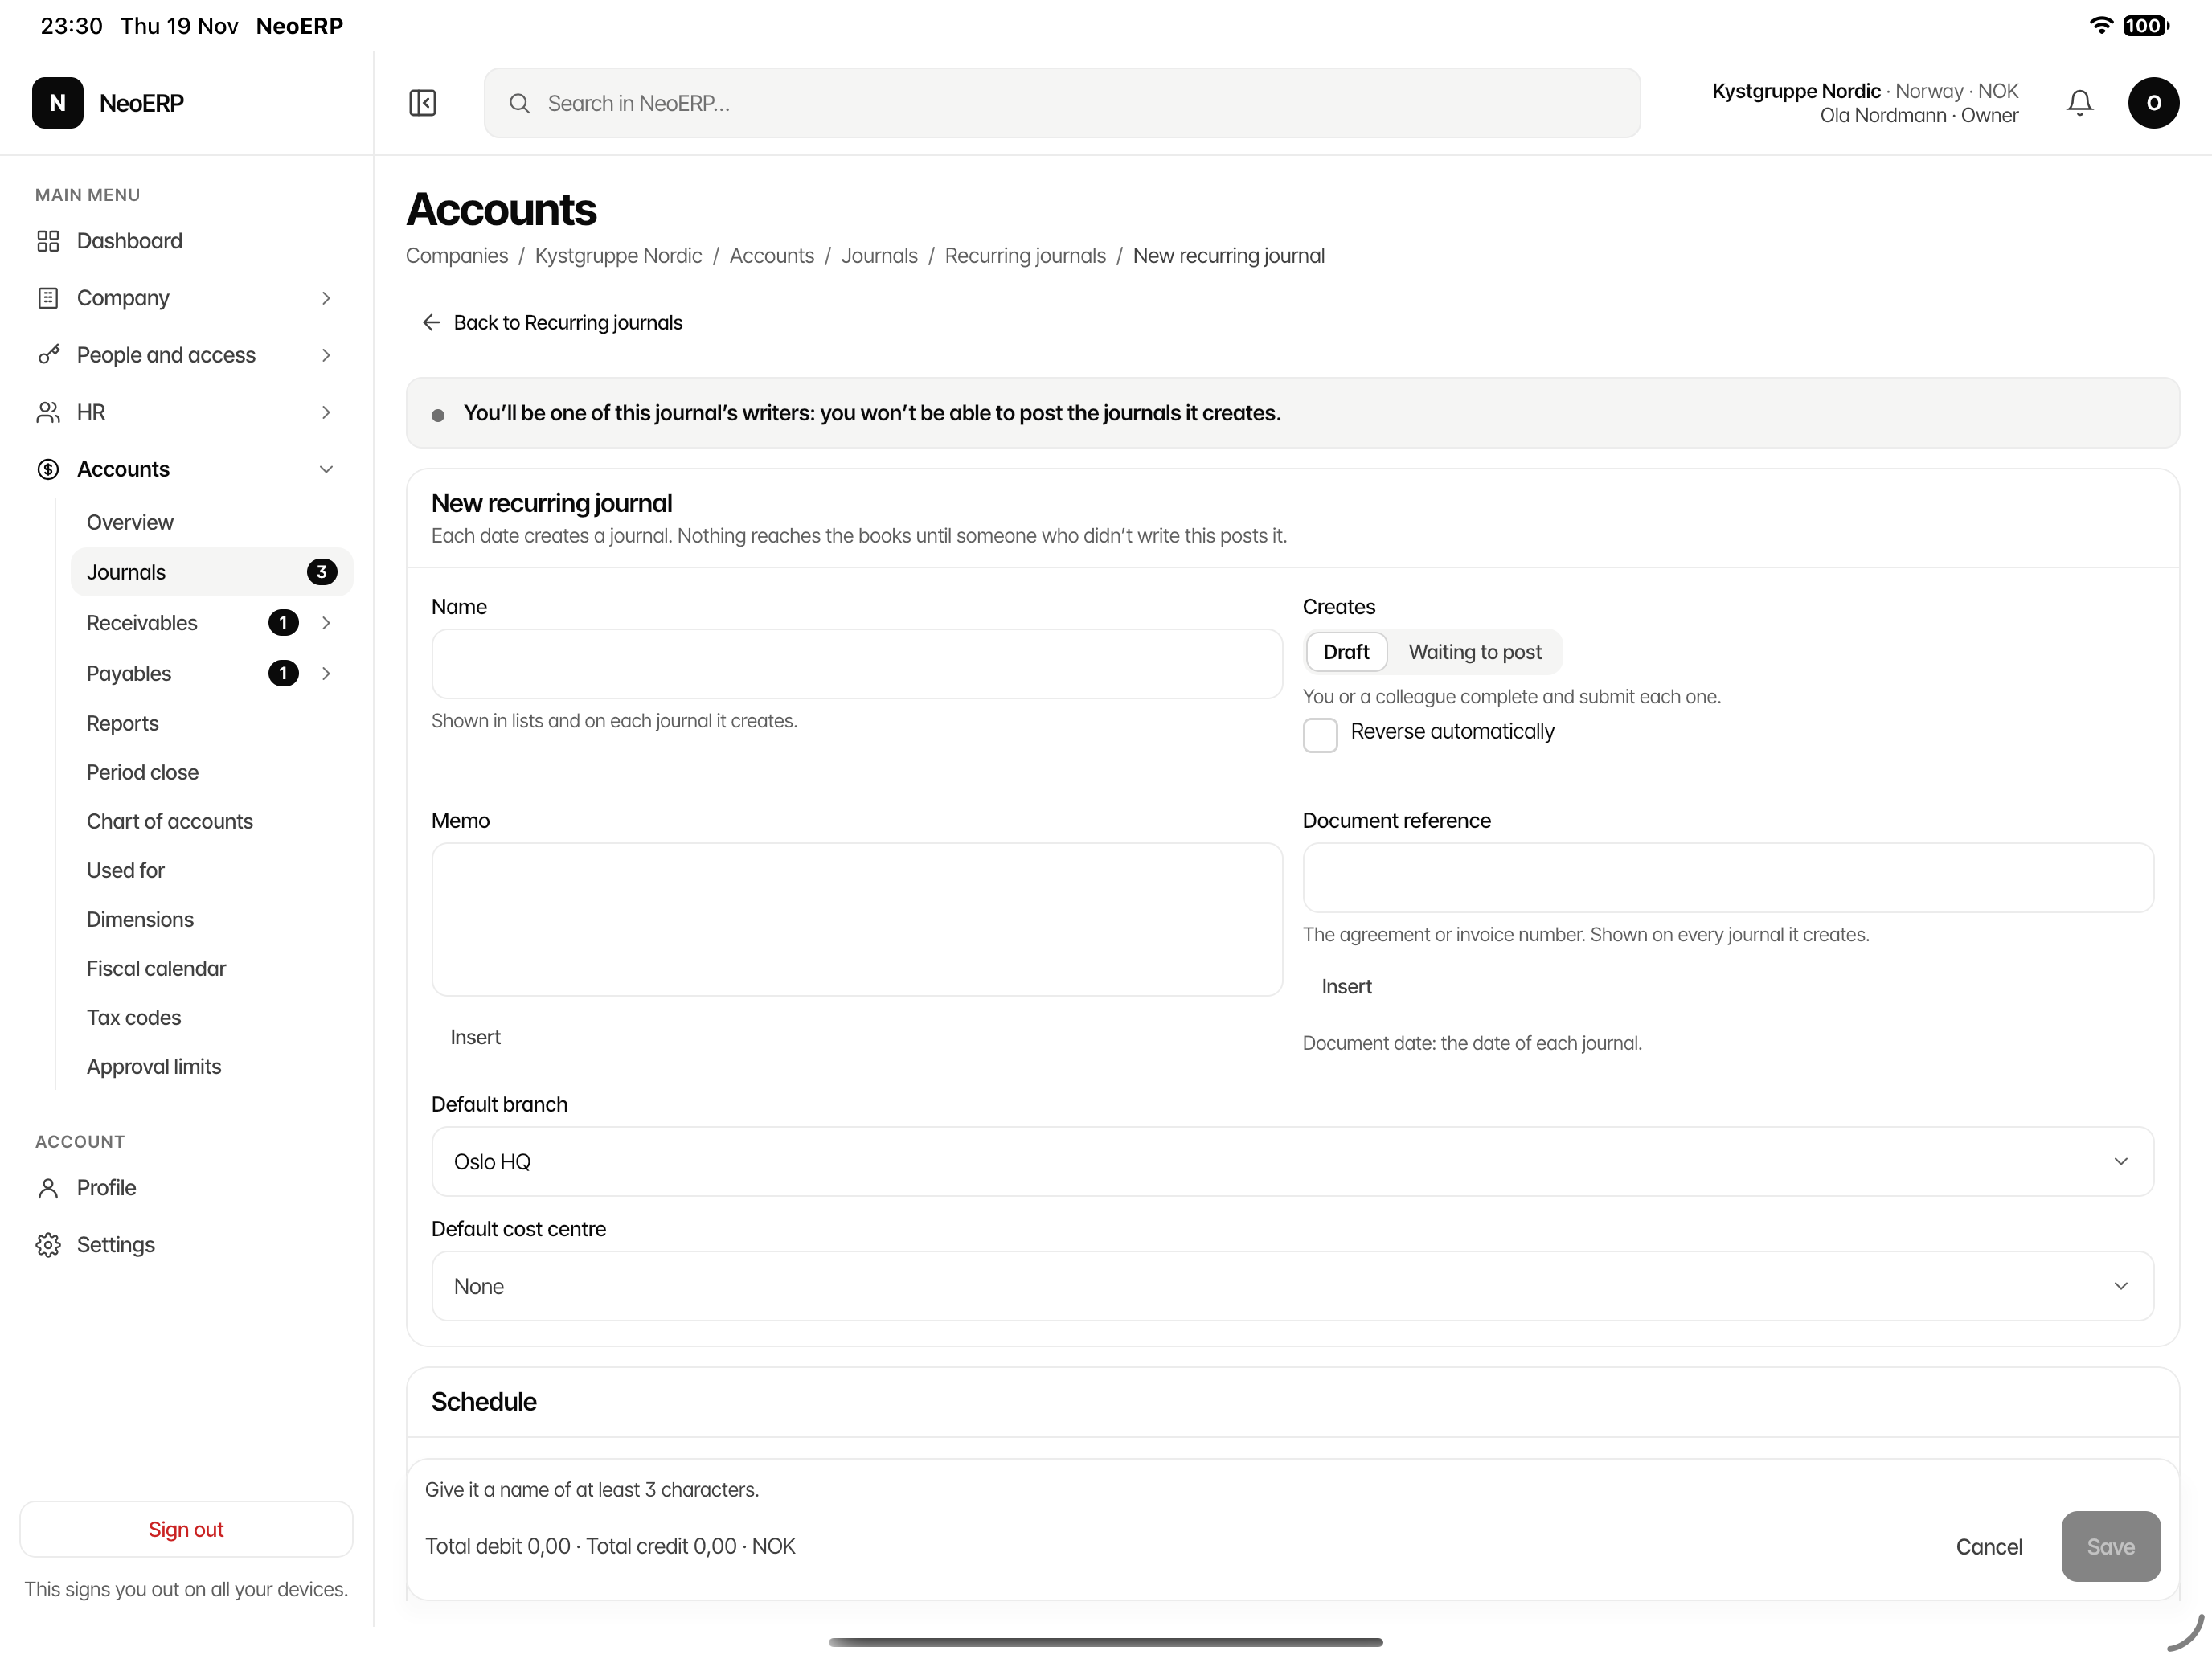 23:30 Thu 19 Nov NeoERP
100
N NeoERP
Search in NeoERP...
Kystgruppe Nordic · Norway · NOK
Ola Nordmann · Owner
O
MAIN MENU
Dashboard
Company
People and access
HR
Accounts
Overview
Journals 3
Receivables 1
Payables 1
Reports
Period close
Chart of accounts
Used for
Dimensions
Fiscal calendar
Tax codes
Approval limits
ACCOUNT
Profile
Settings
Sign out
This signs you out on all your devices.
Accounts
Companies / Kystgruppe Nordic / Accounts / Journals / Recurring journals / New recurring journal
Back to Recurring journals
You’ll be one of this journal’s writers: you won’t be able to post the journals it creates.
New recurring journal
Each date creates a journal. Nothing reaches the books until someone who didn’t write this posts it.
Name
Shown in lists and on each journal it creates.
Creates
Draft Waiting to post
You or a colleague complete and submit each one.
Reverse automatically
Memo
Insert
Document reference
The agreement or invoice number. Shown on every journal it creates.
Insert
Document date: the date of each journal.
Default branch
Oslo HQ
Default cost centre
None
Schedule
Give it a name of at least 3 characters.
Total debit 0,00 · Total credit 0,00 · NOK
Cancel
Save